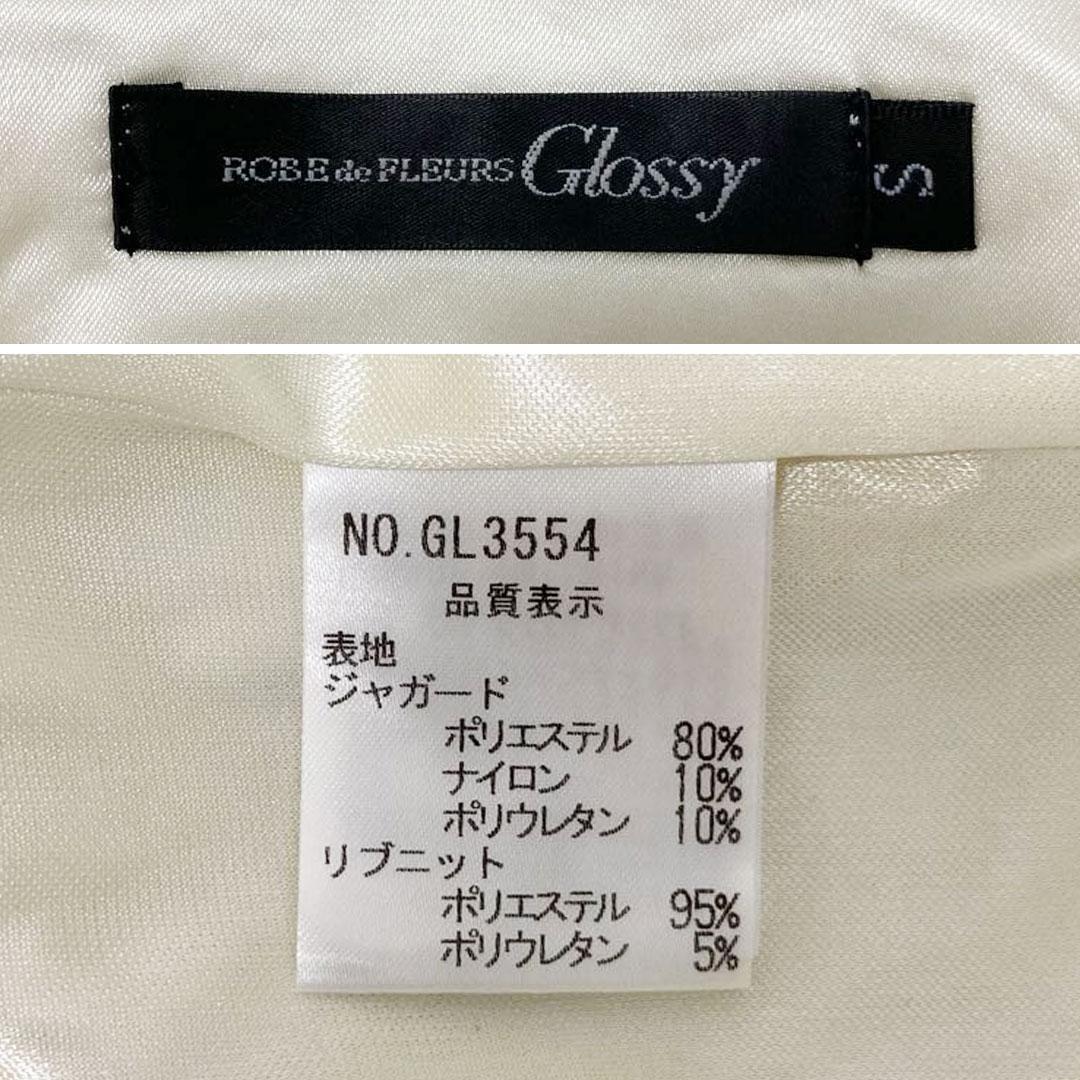 ROBE de FLEURS Glossy
S
NO.GL3554
品質表示
表地
ジャガード
ポリエステル 80%
ナイロン 10%
ポリウレタン 10%
リブニット
ポリエステル 95%
ポリウレタン 5%